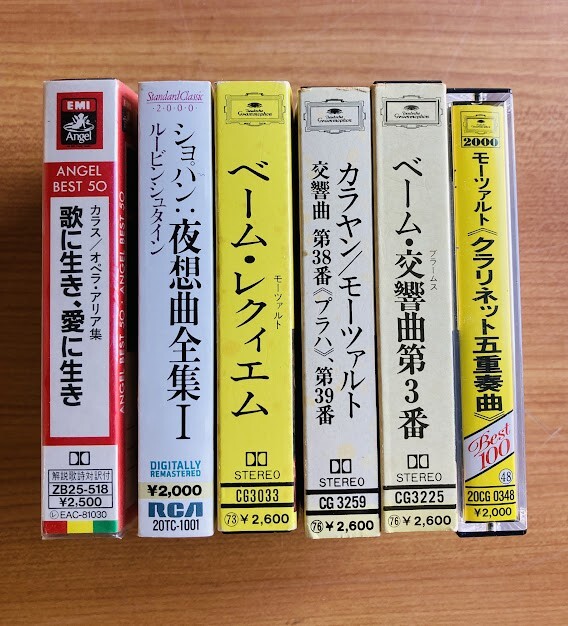 EMI
Angel
ANGEL
BEST 50
カラス／オペラ・アリア集
歌に生き、愛に生き
ANGEL BEST 50・ANGEL BEST 50
解説歌詩対訳付
ZB25-518
¥2,500
Ⓛ EAC-81030
Standard Classic
・2000・
ショパン：夜想曲全集I
ルービンシュタイン
DIGITALLY
REMASTERED
¥2,000
RCA
20TC-1001
Deutsche
Grammophon
モーツァルト
ベーム・レクィエム
STEREO
CG3033
㊆ ¥2,600
Deutsche
Grammophon
カラヤン／モーツァルト
交響曲 第38番《プラハ》、第39番
STEREO
CG 3259
76 ¥2,600
Deutsche
Grammophon
ブラームス
ベーム・交響曲第3番
STEREO
CG3225
76 ¥2,600
2000
モーツァルト《クラリネット五重奏曲》
Best
100
48
20CG 0348
¥2,000